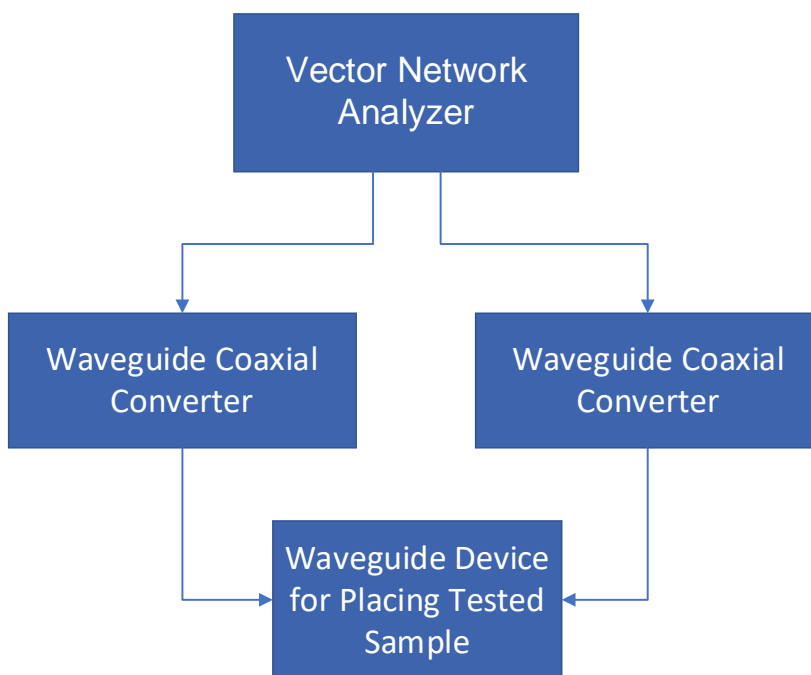 Vector Network
Analyzer
Waveguide Coaxial
Converter
Waveguide Coaxial
Converter
Waveguide Device
for Placing Tested
Sample